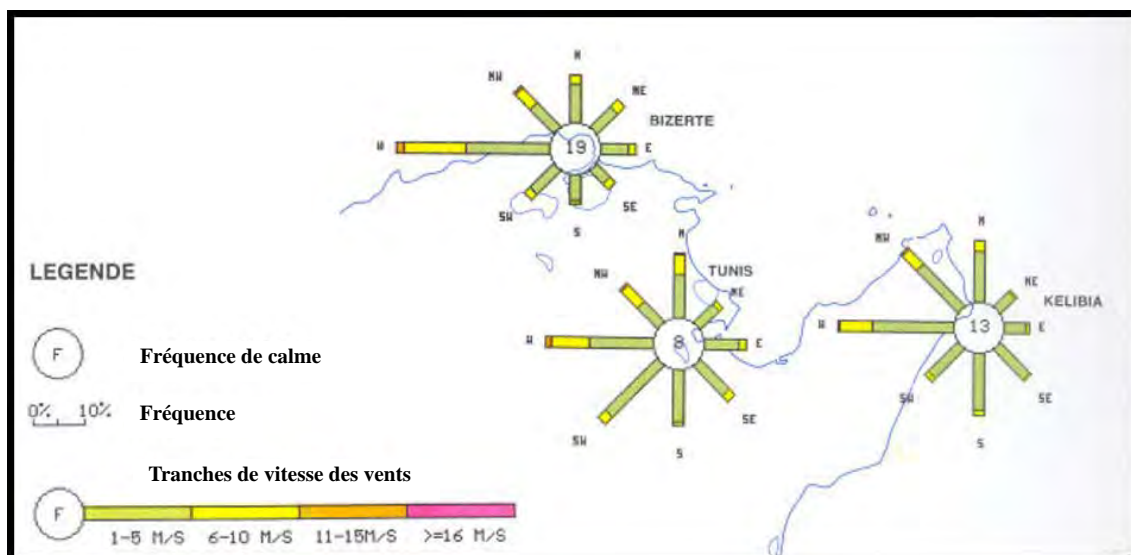 N
NW
NE
BIZERTE
W
19
E
SW
SE
S
N
NW
TUNIS
NE
W
8
E
SW
SE
S
N
NW
NE
KELIBIA
W
13
E
SW
SE
S
LEGENDE
F
Fréquence de calme
0% 10%
Fréquence
Tranches de vitesse des vents
F
1-5 M/S 6-10 M/S 11-15M/S >=16 M/S